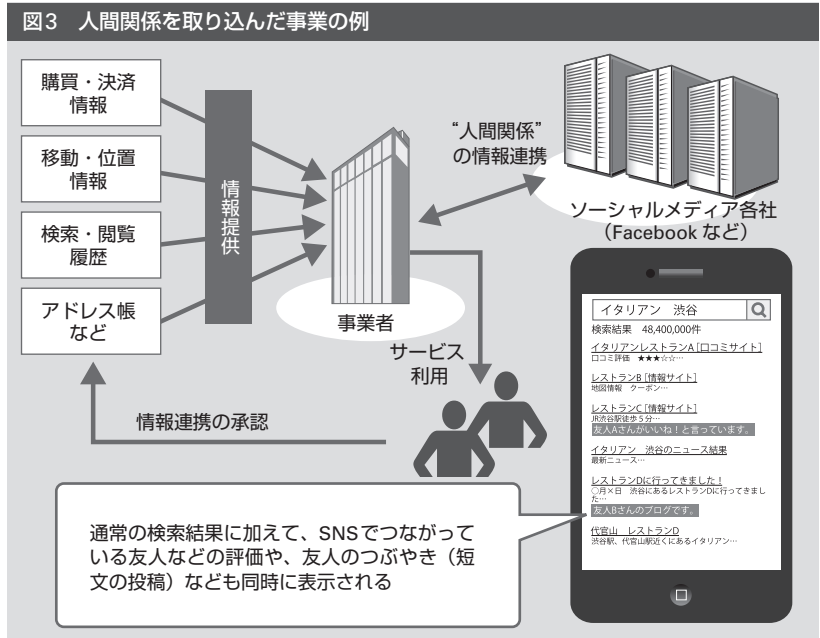 図3　人間関係を取り込んだ事業の例
購買・決済
情報
移動・位置
情報
検索・閲覧
履歴
アドレス帳
など
情報提供
事業者
“人間関係”
の情報連携
ソーシャルメディア各社
（Facebook など）
サービス
利用
情報連携の承認
イタリアン　渋谷
検索結果　48,400,000件
イタリアンレストランA [口コミサイト]
口コミ評価　★★★☆☆…
レストランB [情報サイト]
地図情報　クーポン…
レストランC [情報サイト]
JR渋谷駅徒歩５分…
友人Aさんがいいね！と言っています。
イタリアン　渋谷のニュース結果
最新ニュース…
レストランDに行ってきました！
○月×日　渋谷にあるレストランDに行ってきまし
た…
友人Bさんのブログです。
代官山　レストランD
渋谷駅、代官山駅近くにあるイタリアン…
通常の検索結果に加えて、SNSでつながって
いる友人などの評価や、友人のつぶやき（短
文の投稿）なども同時に表示される